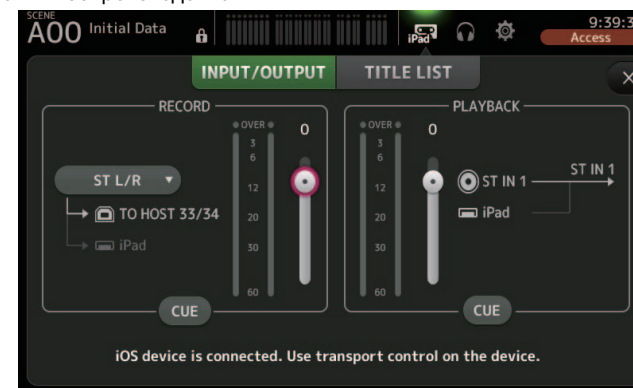 SCENE
A00 Initial Data
iPad
9:39:3
Access
INPUT/OUTPUT
TITLE LIST
×
RECORD
OVER
0
3
6
12
20
30
60
ST L/R
TO HOST 33/34
iPad
CUE
PLAYBACK
OVER
0
3
6
12
20
30
60
ST IN 1
ST IN 1
iPad
CUE
iOS device is connected. Use transport control on the device.